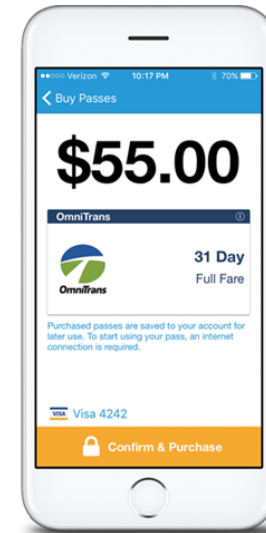 Verizon 10:17 PM 70%
Buy Passes
$55.00
OmniTrans
31 Day
Full Fare
OmniTrans
Purchased passes are saved to your account for
later use. To start using your pass, an internet
connection is required.
VISA Visa 4242
Confirm & Purchase